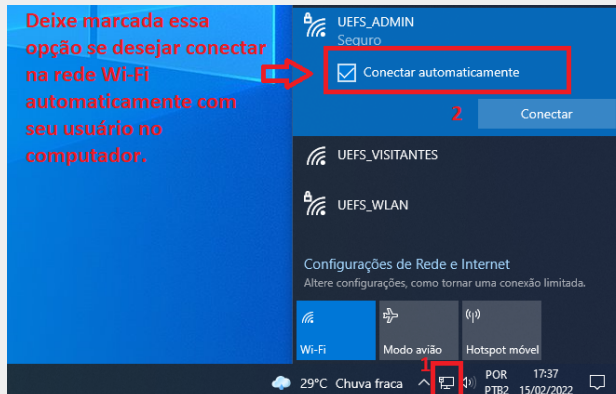 Deixe marcada essa
opção se desejar conectar
na rede Wi-Fi
automaticamente com
seu usuário no
computador.
UEFS_ADMIN
Seguro
Conectar automaticamente
2
Conectar
UEFS_VISITANTES
UEFS_WLAN
Configurações de Rede e Internet
Altere configurações, como tornar uma conexão limitada.
Wi-Fi
Modo avião
Hotspot móvel
1
29°C Chuva fraca
POR
PTB2
17:37
15/02/2022